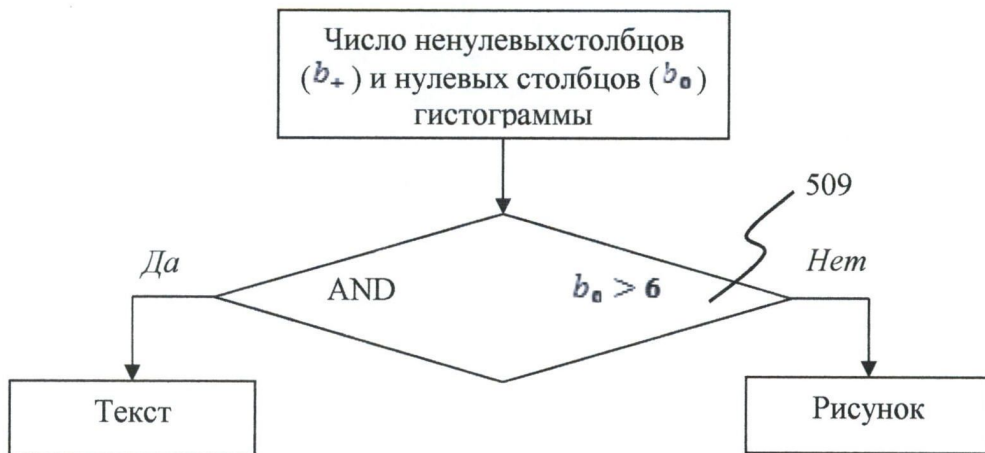 Число ненулевыхстолбцов
(b₊) и нулевых столбцов (b₀)
гистограммы
509
Да
Нет
AND b₀ > 6
Текст
Рисунок